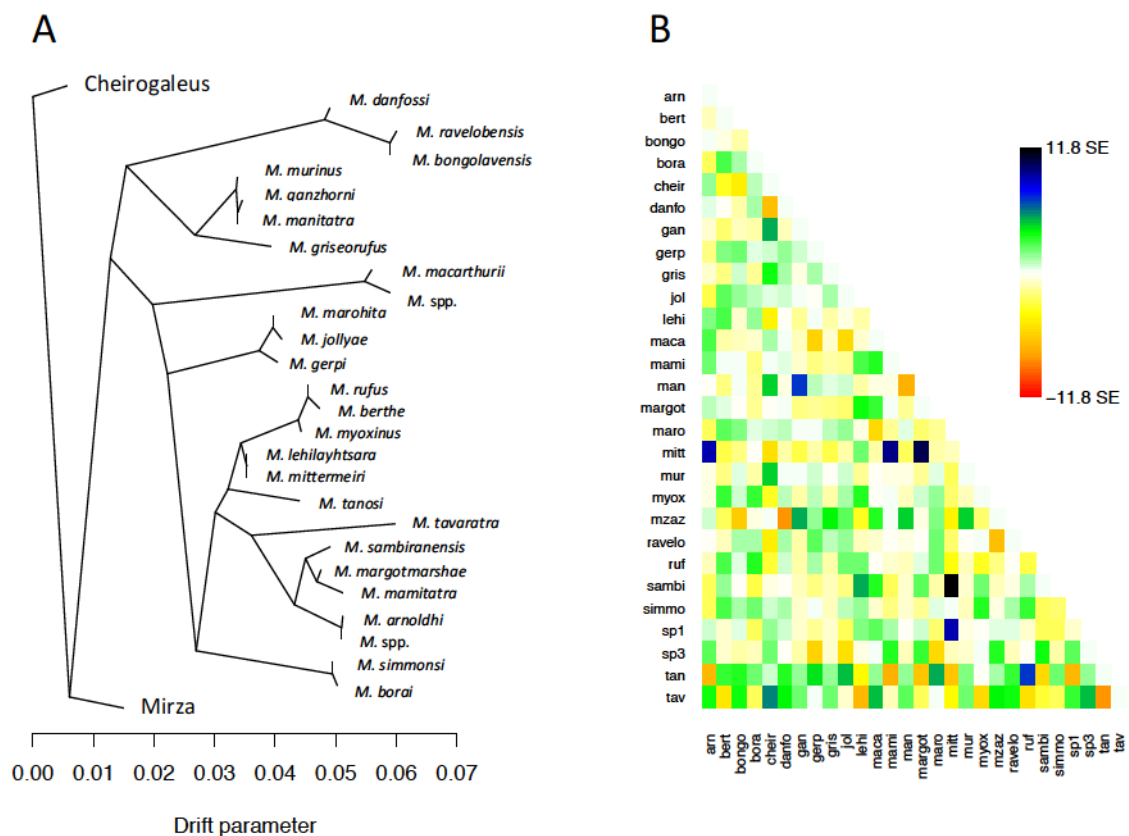 A
Cheirogaleus
M. danfossi
M. ravelobensis
M. bongolavensis
M. murinus
M. ganzhorni
M. manitatra
M. griseorufus
M. macarthurii
M. spp.
M. marohita
M. jollyae
M. gerpi
M. rufus
M. berthe
M. myoxinus
M. lehilayhtsara
M. mittermeiri
M. tanosi
M. tavaratra
M. sambiranensis
M. margotmarshae
M. mamitatra
M. arnoldhi
M. spp.
M. simmonsi
M. borai
Mirza
0.00 0.01 0.02 0.03 0.04 0.05 0.06 0.07
Drift parameter
B
arn
bert
bongo
bora
cheir
danfo
gan
gerp
gris
jol
lehi
maca
mami
man
margot
maro
mitt
mur
myox
mzaz
ravelo
ruf
sambi
simmo
sp1
sp3
tan
tav
11.8 SE
−11.8 SE
arn bert bongo bora cheir danfo gan gerp gris jol lehi maca mami man margot maro mitt mur myox mzaz ravelo ruf sambi simmo sp1 sp3 tan tav